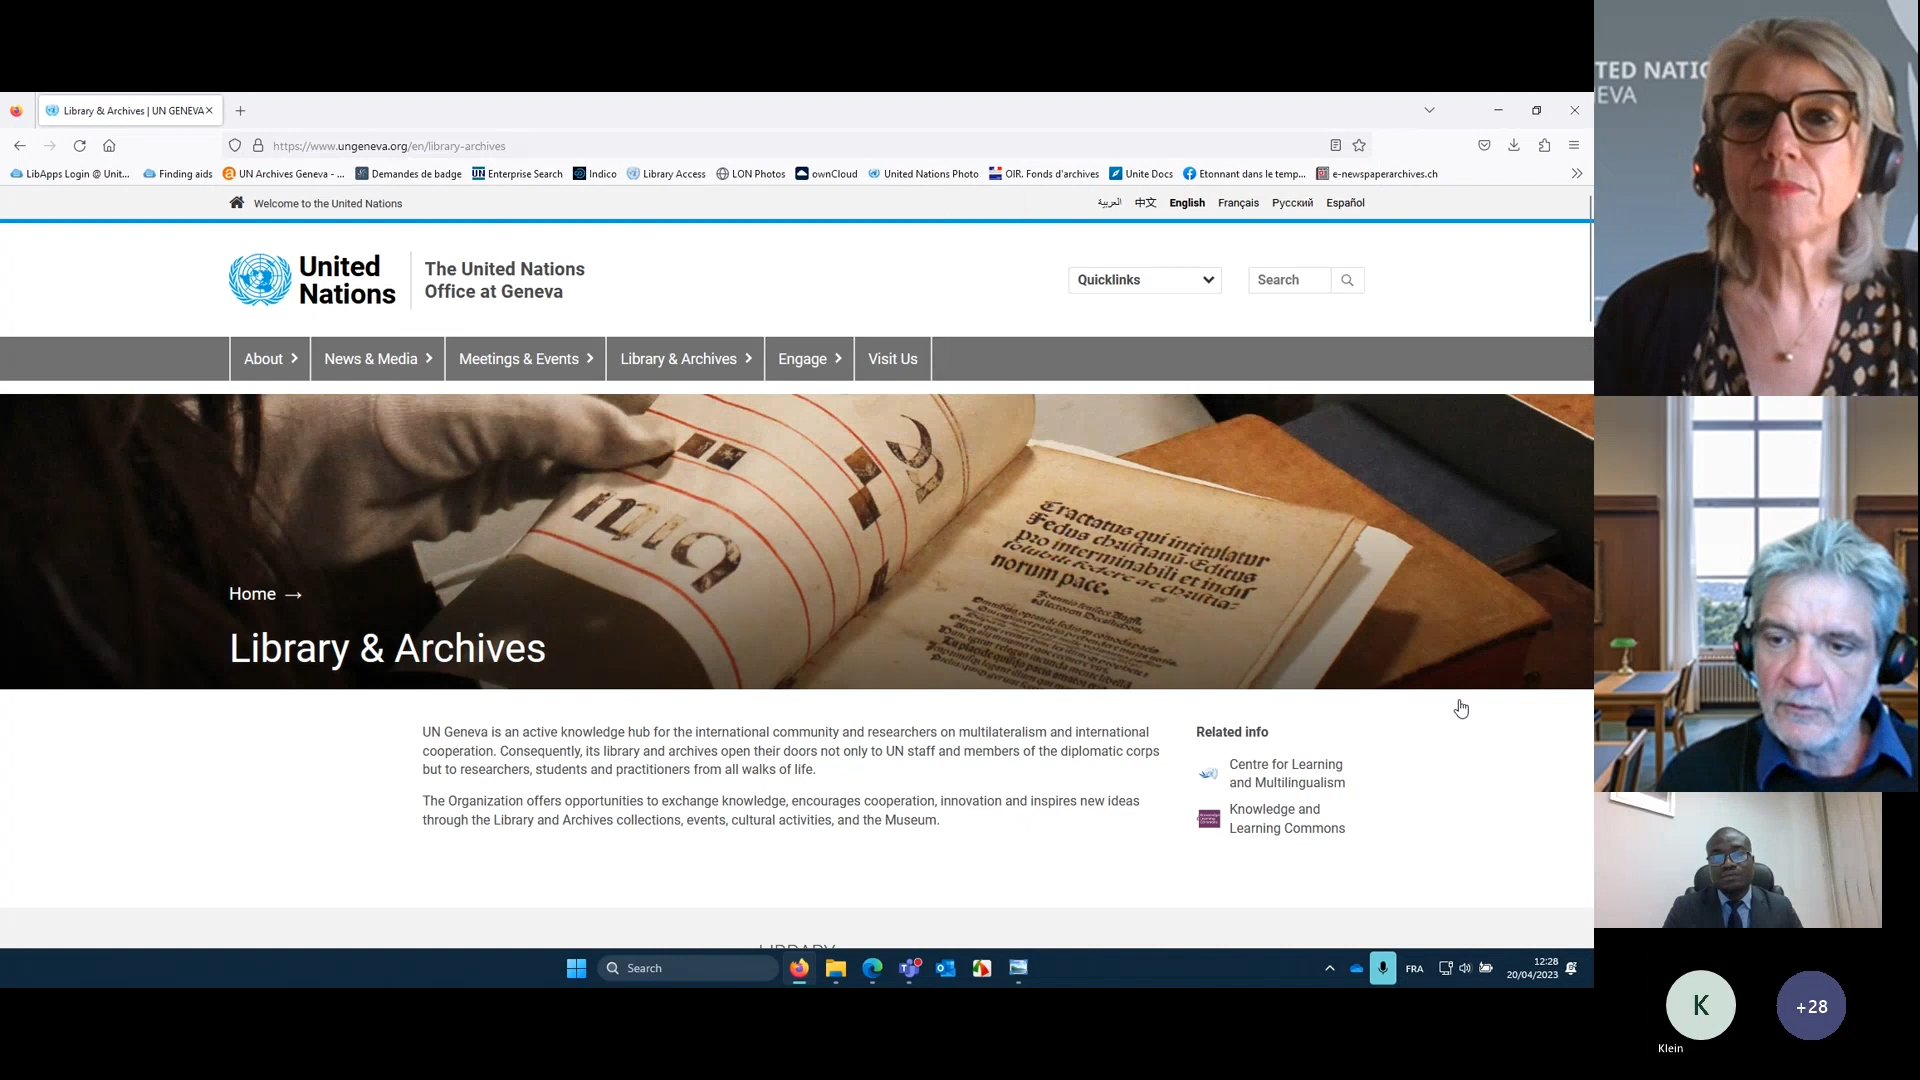 Library & Archives | UN GENEVA
https://www.ungeneva.org/en/library-archives
LibApps Login @ Unit...
Finding aids
UN Archives Geneva - ...
Demandes de badge
Enterprise Search
Indico
Library Access
LON Photos
ownCloud
United Nations Photo
OIR. Fonds d'archives
Unite Docs
Etonnant dans le temp...
e-newspaperarchives.ch
Welcome to the United Nations
العربية
中文
English
Français
Русский
Español
United
Nations
The United Nations
Office at Geneva
Quicklinks
Search
About
News & Media
Meetings & Events
Library & Archives
Engage
Visit Us
Tractatus qui intitulatur
norum pace.
Home →
Library & Archives
UN Geneva is an active knowledge hub for the international community and researchers on multilateralism and international
cooperation. Consequently, its library and archives open their doors not only to UN staff and members of the diplomatic corps
but to researchers, students and practitioners from all walks of life.
The Organization offers opportunities to exchange knowledge, encourages cooperation, innovation and inspires new ideas
through the Library and Archives collections, events, cultural activities, and the Museum.
Related info
Centre for Learning
and Multilingualism
Knowledge and
Learning Commons
LIBRARY
Search
FRA
12:28
20/04/2023
TED NATIO
EVA
K
Klein
+28